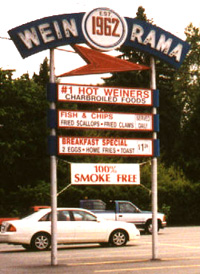 EST.
1962
WEIN RAMA
#1 HOT WEINERS
CHARBROILED FOODS
FISH & CHIPS
FRIED SCALLOPS • FRIED CLAMS DAILY
BREAKFAST SPECIAL
2 EGGS • HOME FRIES • TOAST $1
100%
SMOKE FREE